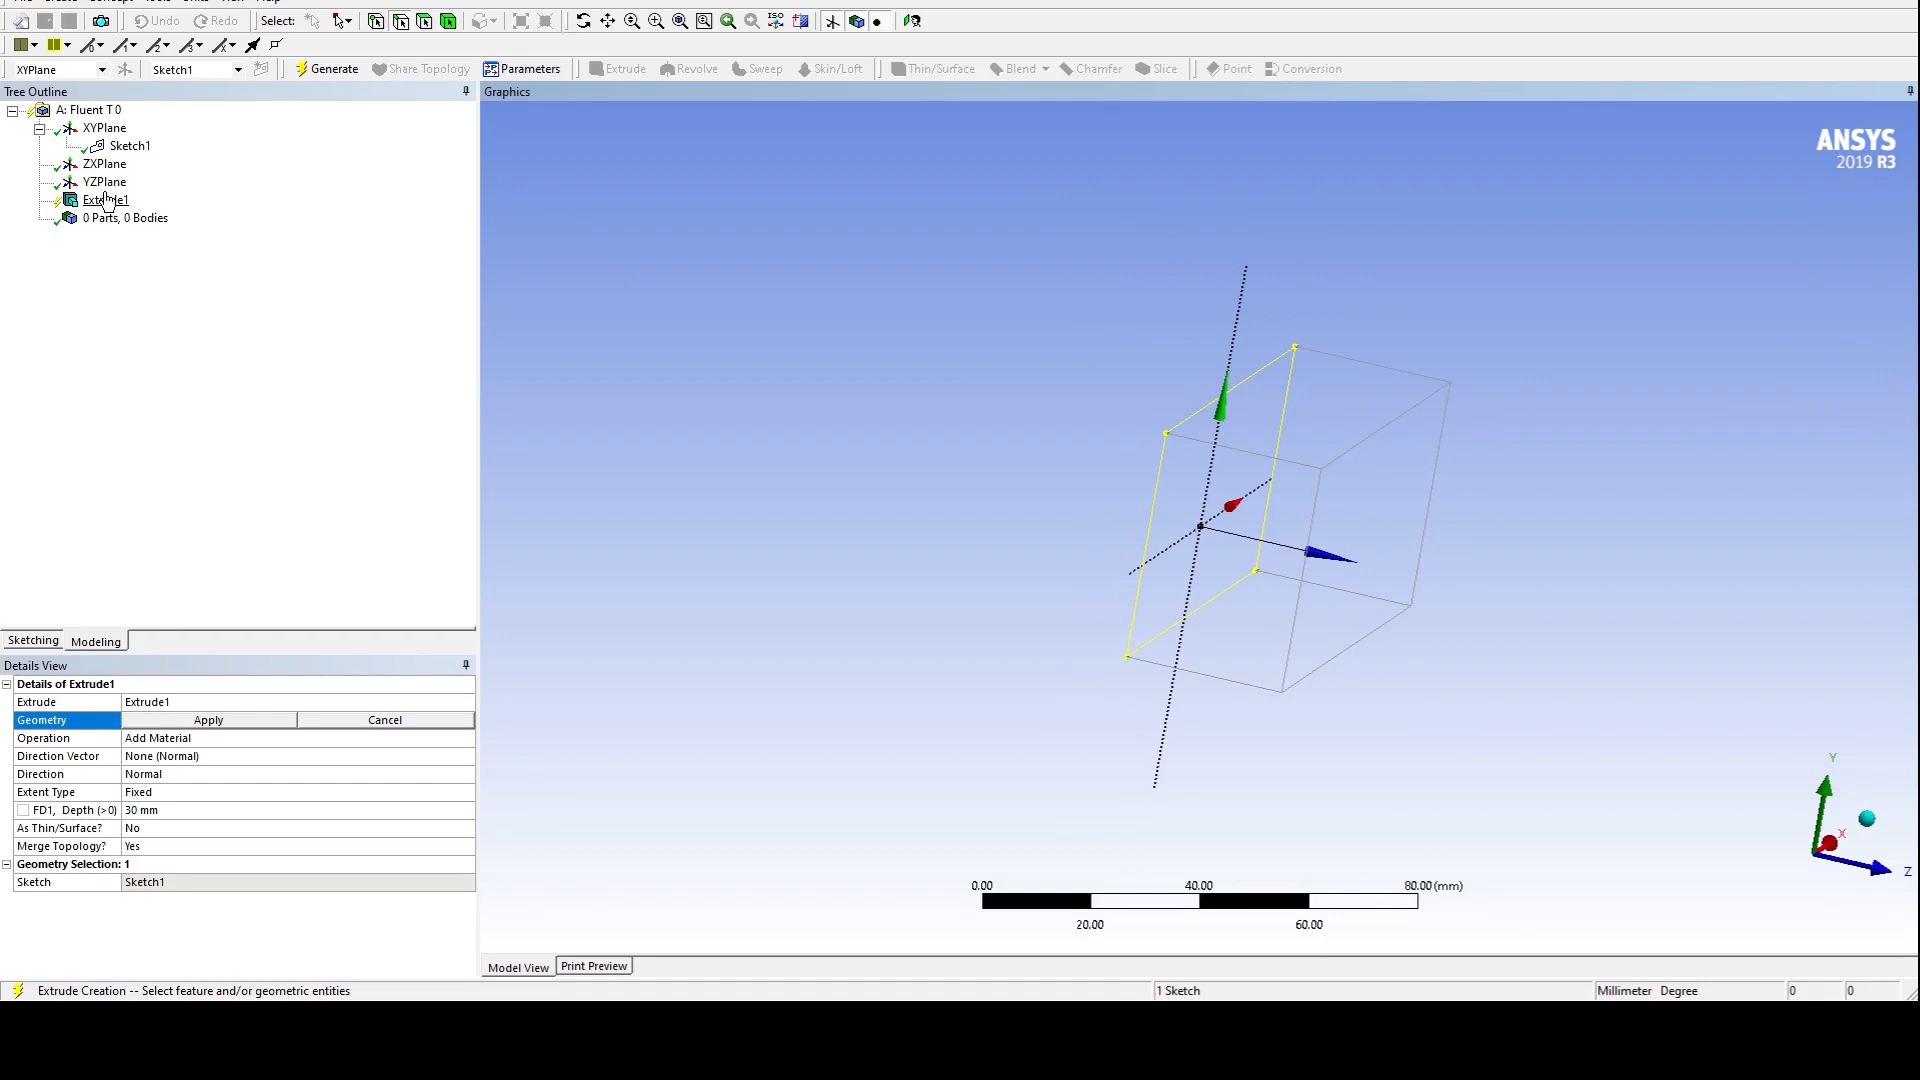 Undo Redo Select: ISO
XYPlane Sketch1 Generate Share Topology Parameters Extrude Revolve Sweep Skin/Loft Thin/Surface Blend Chamfer Slice Point Conversion
Tree Outline
A: Fluent T 0
XYPlane
Sketch1
ZXPlane
YZPlane
Extrude1
0 Parts, 0 Bodies
Sketching Modeling
Details View
Details of Extrude1
Extrude Extrude1
Geometry Apply Cancel
Operation Add Material
Direction Vector None (Normal)
Direction Normal
Extent Type Fixed
FD1, Depth (>0) 30 mm
As Thin/Surface? No
Merge Topology? Yes
Geometry Selection: 1
Sketch Sketch1
Graphics
ANSYS
2019 R3
Y
X
Z
0.00 40.00 80.00 (mm)
20.00 60.00
Model View Print Preview
Extrude Creation -- Select feature and/or geometric entities 1 Sketch Millimeter Degree 0 0